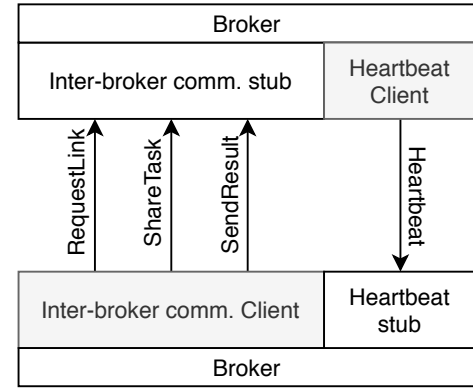 Broker
Inter-broker comm. stub
Heartbeat
Client
RequestLink
ShareTask
SendResult
Heartbeat
Inter-broker comm. Client
Heartbeat
stub
Broker